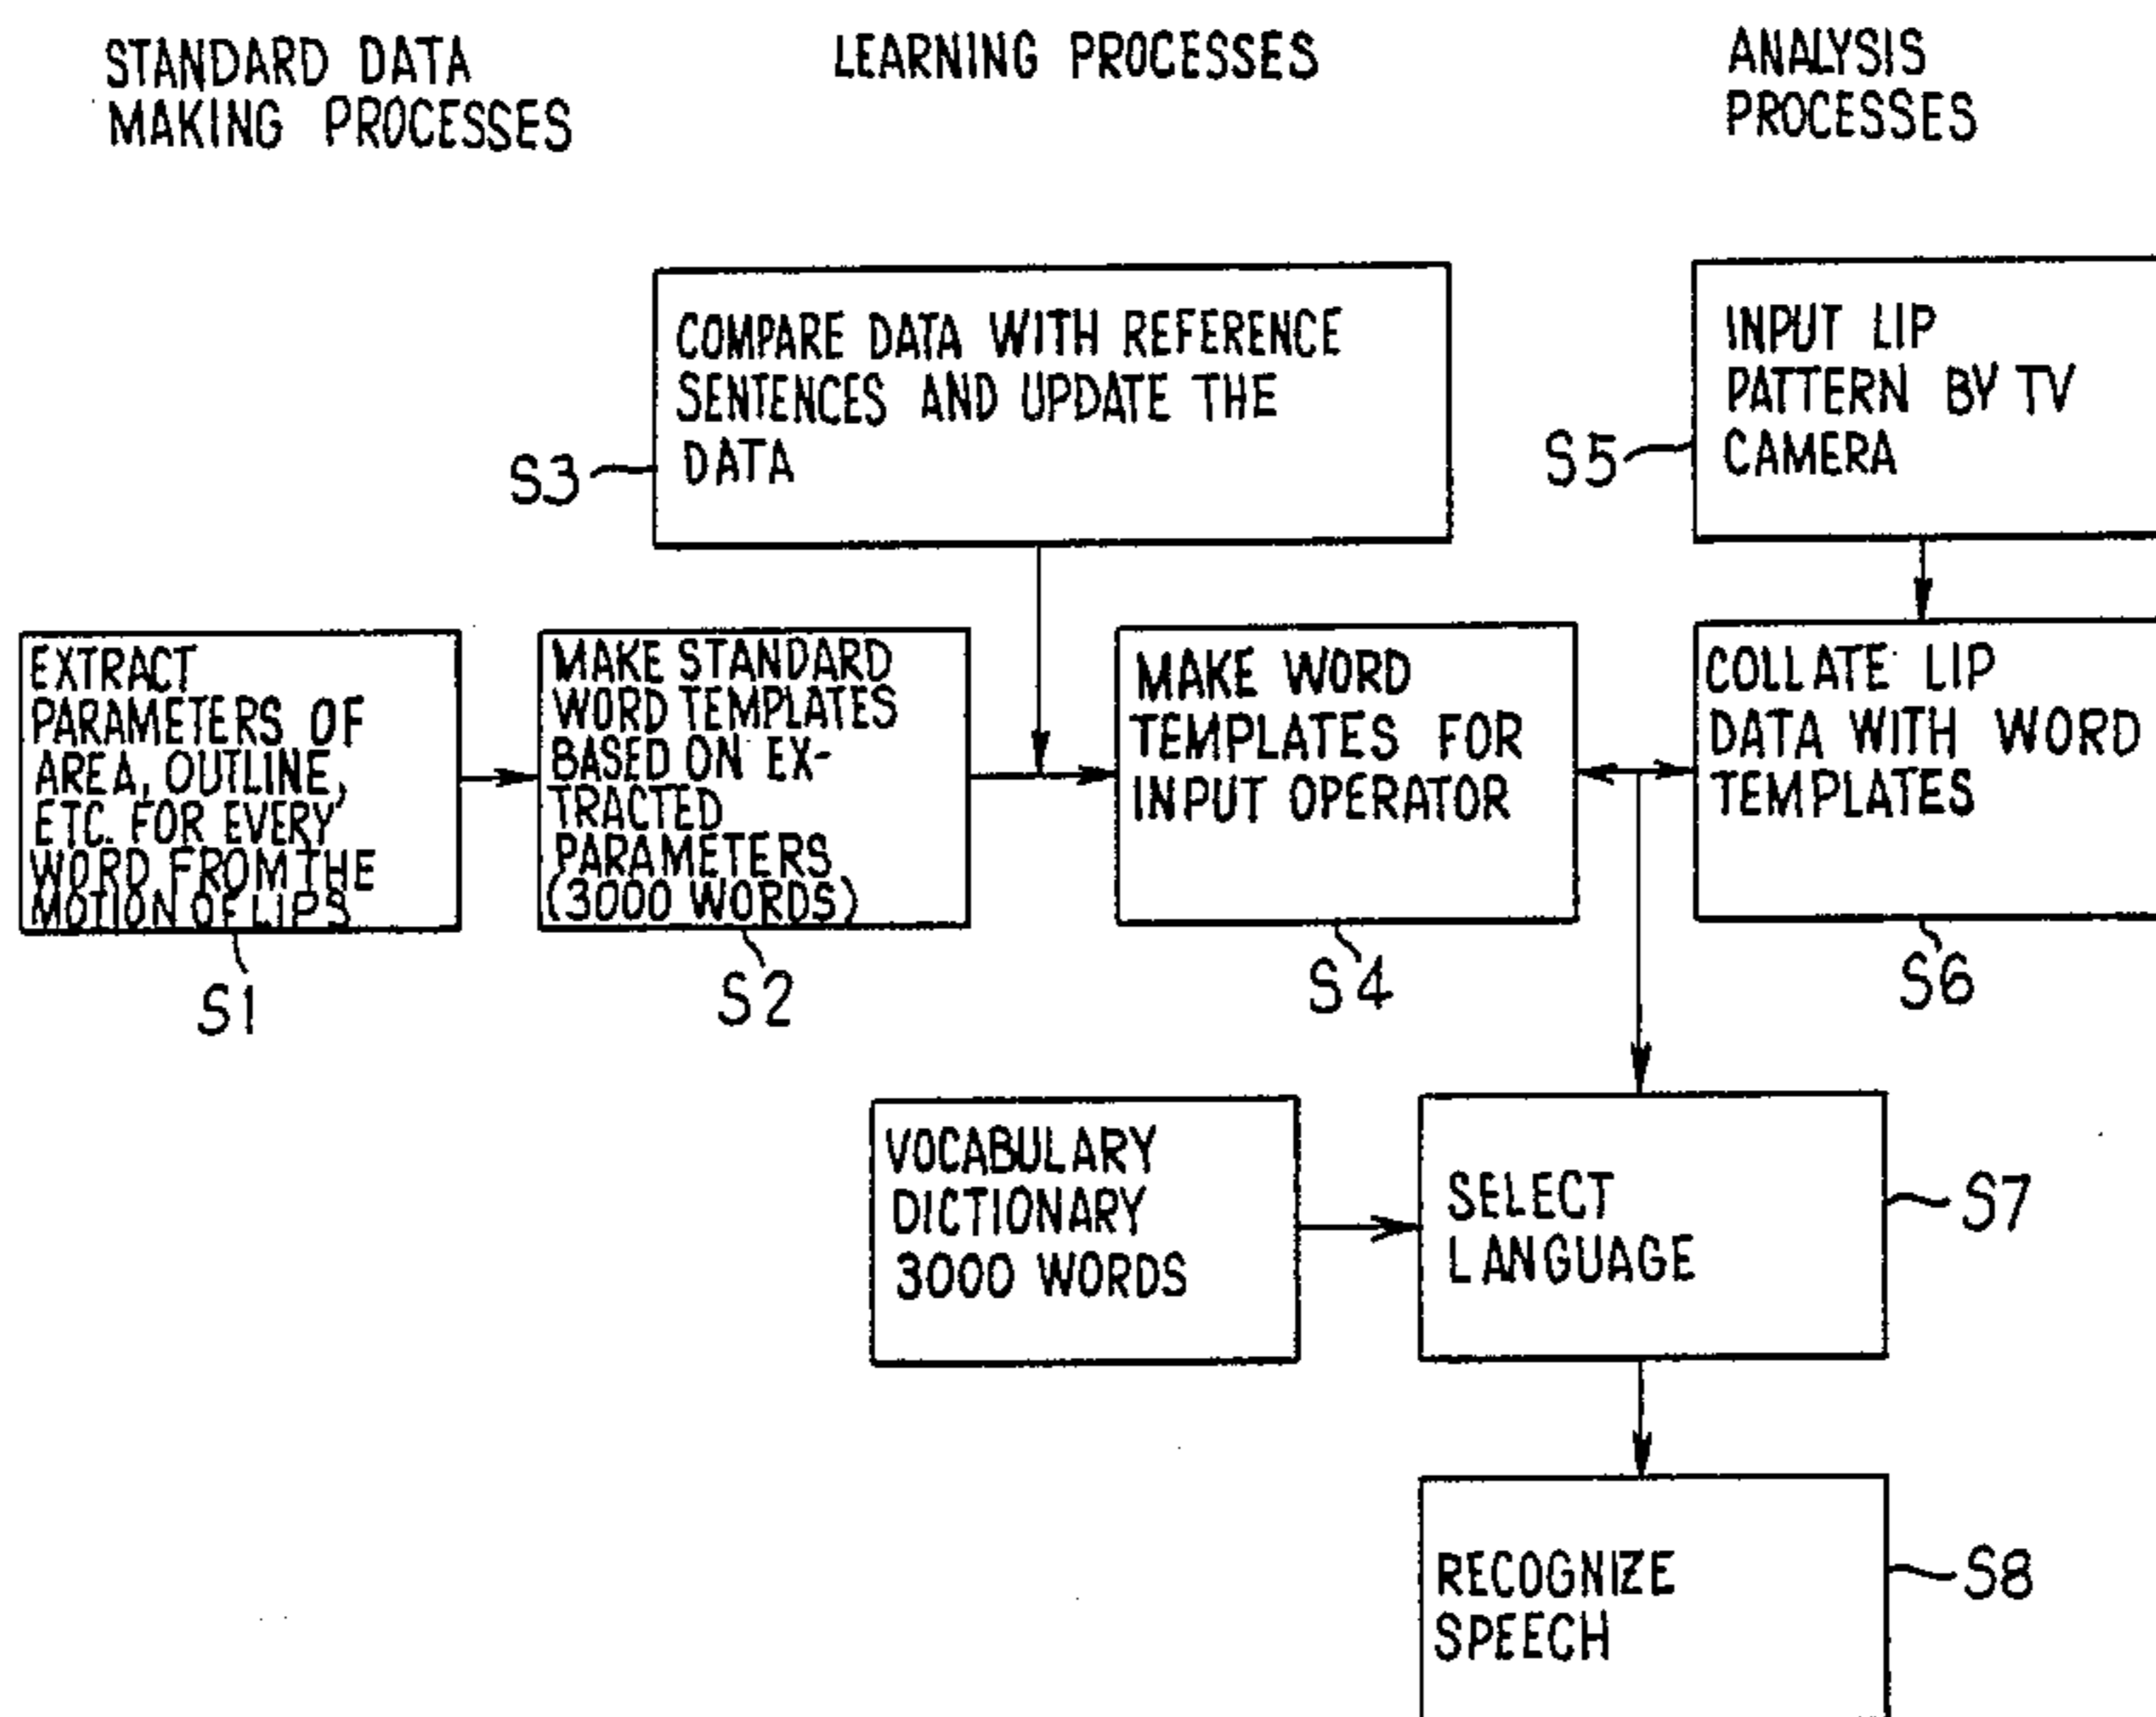 STANDARD DATA
MAKING PROCESSES
LEARNING PROCESSES
ANALYSIS
PROCESSES
COMPARE DATA WITH REFERENCE
SENTENCES AND UPDATE THE
DATA
S3
INPUT LIP
PATTERN BY TV
CAMERA
S5
EXTRACT
PARAMETERS OF
AREA, OUTLINE,
ETC. FOR EVERY
WORD FROM THE
MOTION OF LIPS
S1
MAKE STANDARD
WORD TEMPLATES
BASED ON EX-
TRACTED
PARAMETERS
(3000 WORDS)
S2
MAKE WORD
TEMPLATES FOR
INPUT OPERATOR
S4
COLLATE LIP
DATA WITH WORD
TEMPLATES
S6
VOCABULARY
DICTIONARY
3000 WORDS
SELECT
LANGUAGE
S7
RECOGNIZE
SPEECH
S8